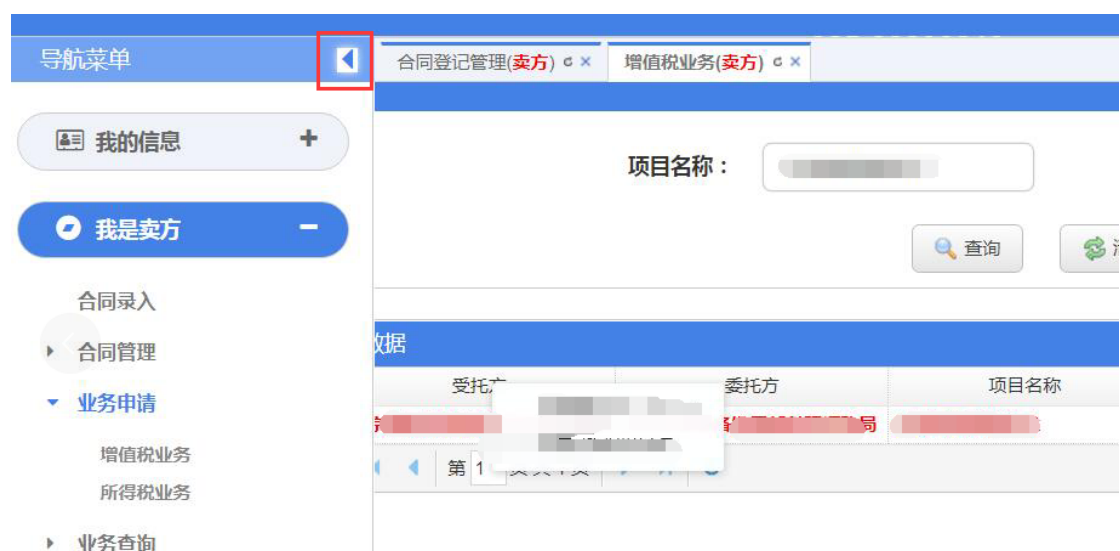 导航菜单
合同登记管理(卖方)
增值税业务(卖方)
我的信息
项目名称：
我是卖方
查询
合同录入
合同管理
据
受托方
委托方
项目名称
业务申请
局
增值税业务
第 1
所得税业务
业务查询